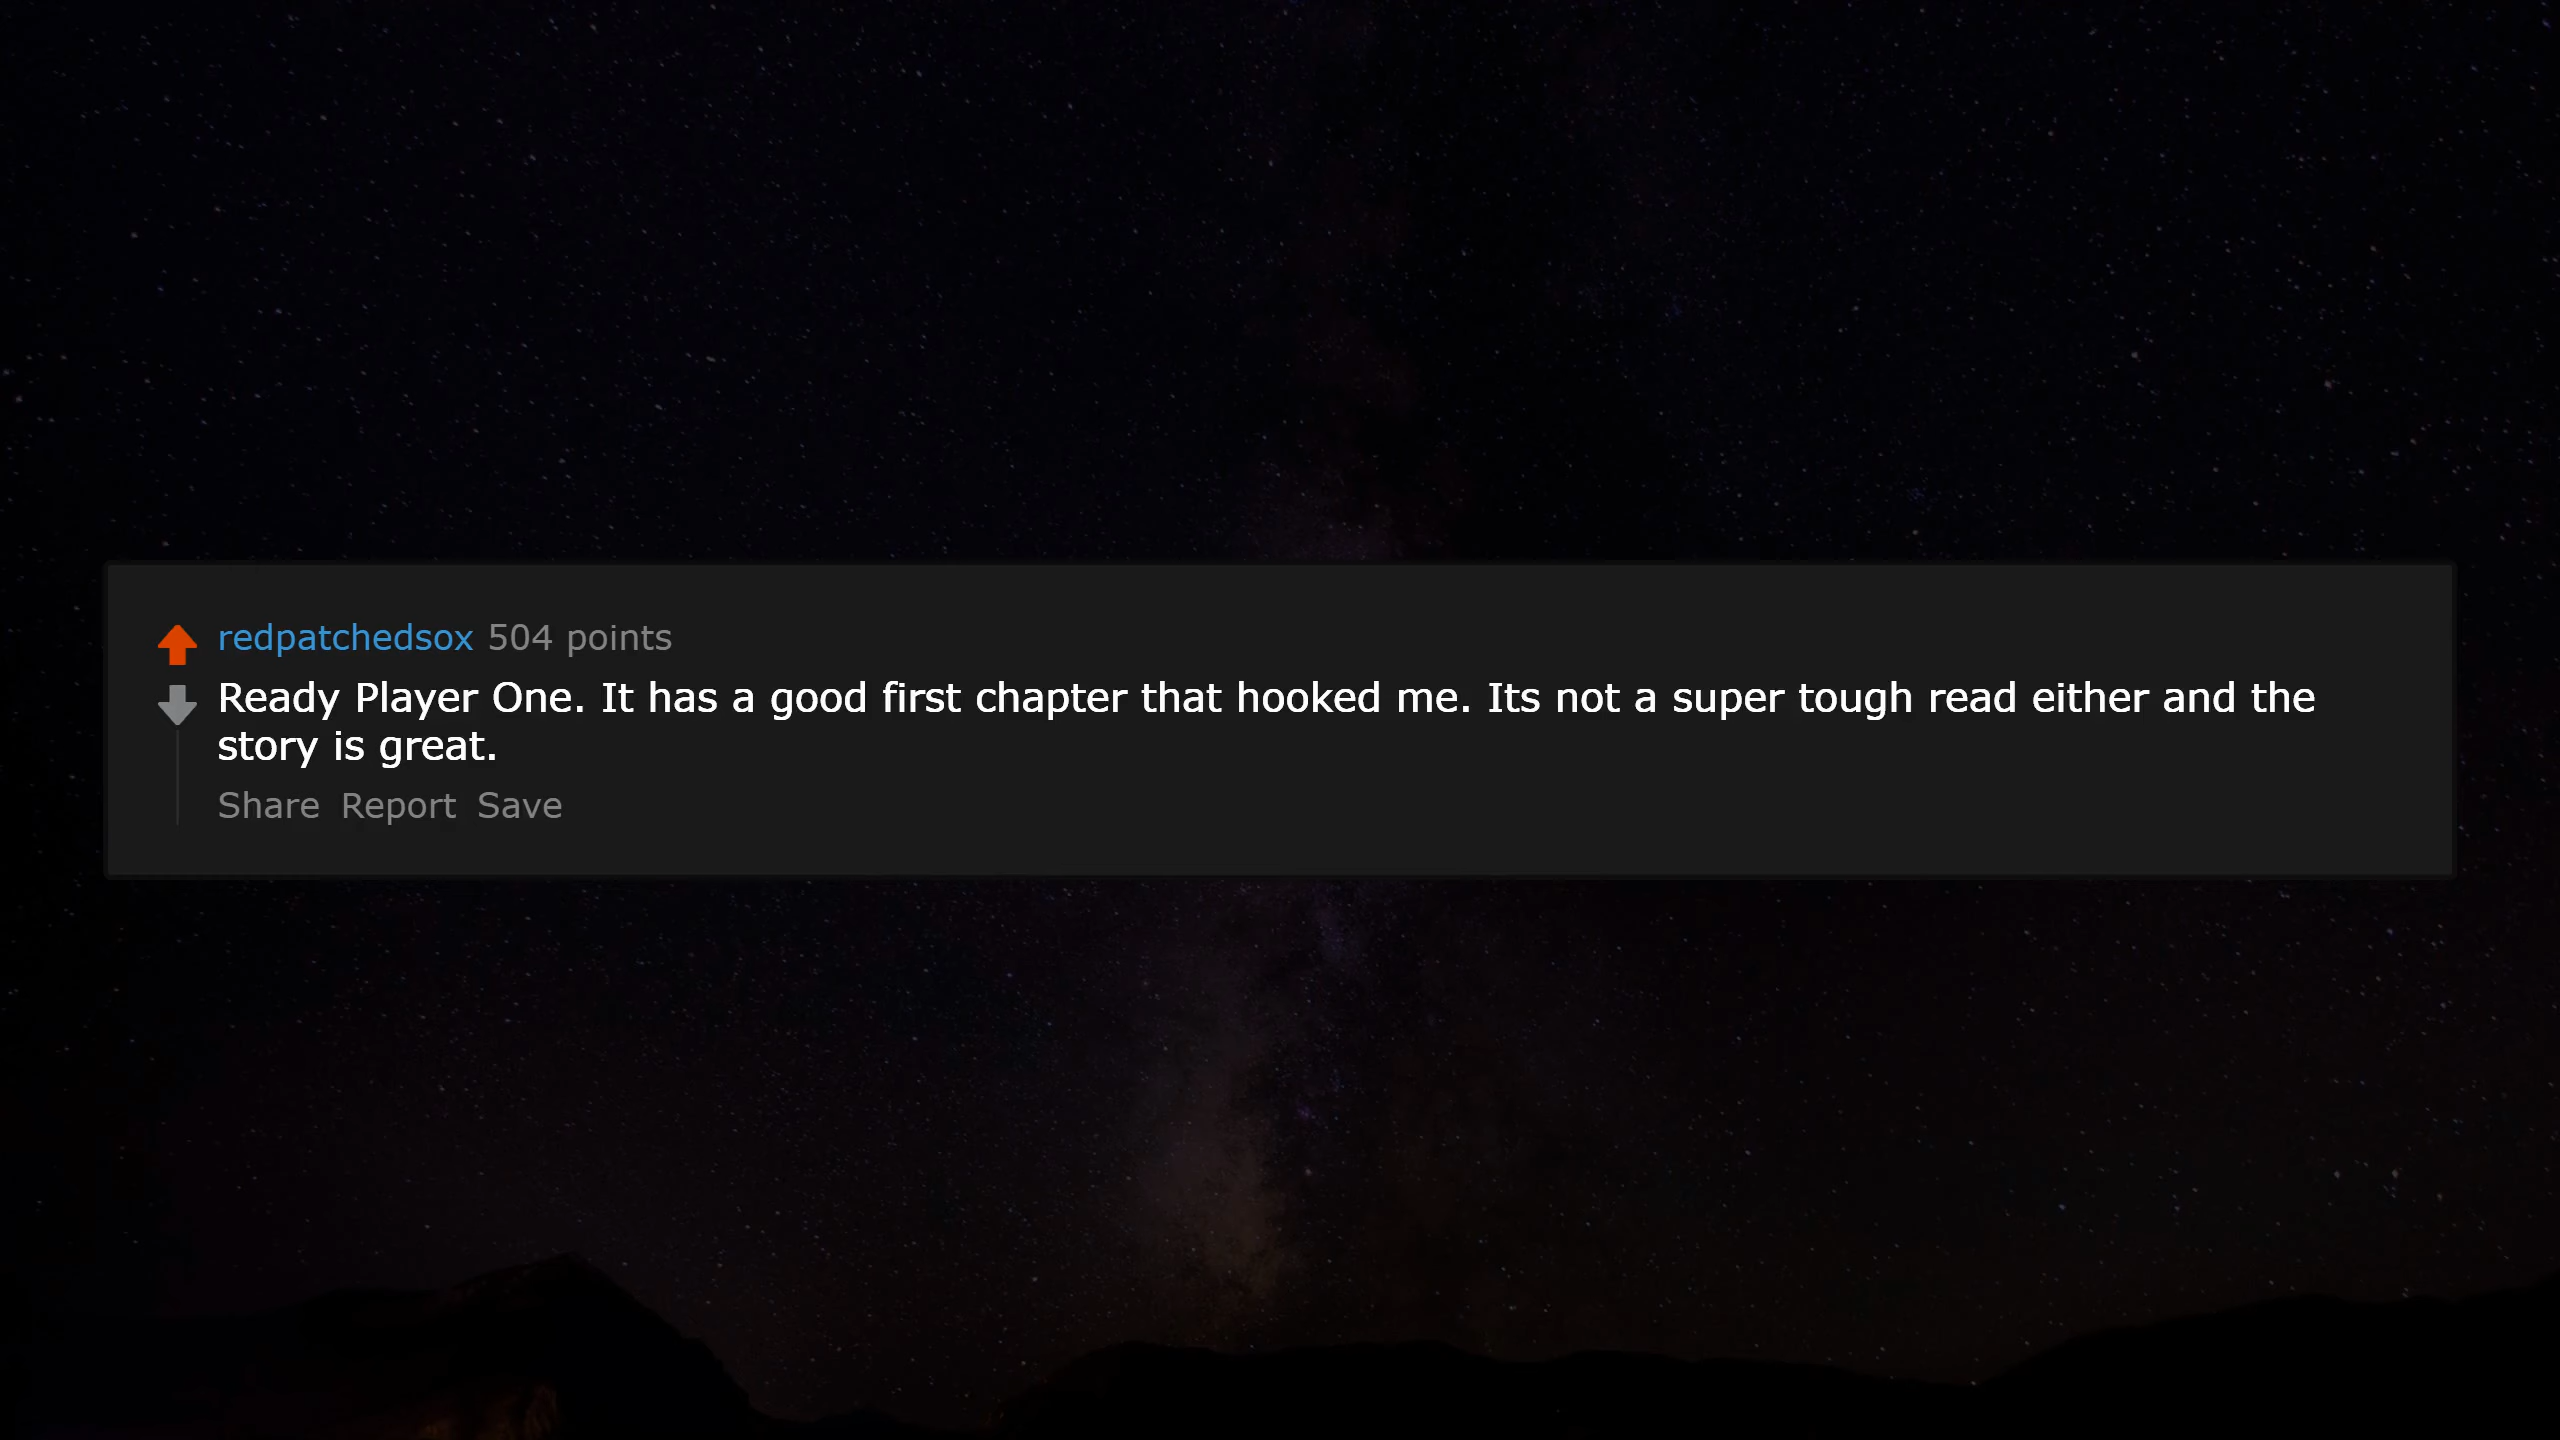 redpatchedsox 504 points
Ready Player One. It has a good first chapter that hooked me. Its not a super tough read either and the
story is great.
Share Report Save